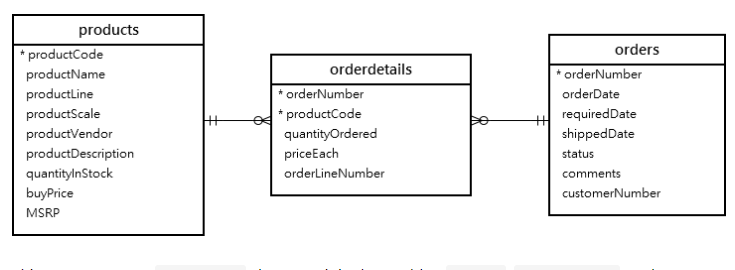 products
* productCode
productName
productLine
productScale
productVendor
productDescription
quantityInStock
buyPrice
MSRP
orderdetails
* orderNumber
* productCode
quantityOrdered
priceEach
orderLineNumber
orders
* orderNumber
orderDate
requiredDate
shippedDate
status
comments
customerNumber